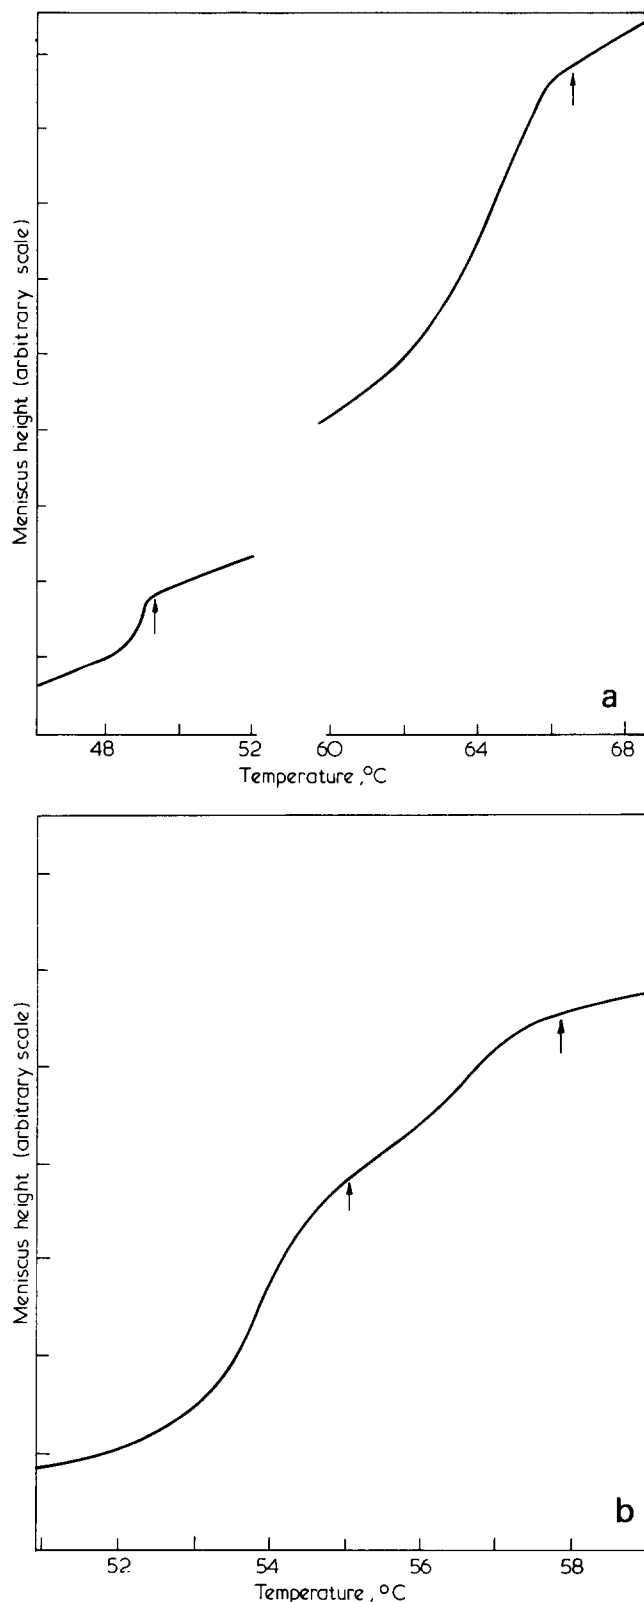 Meniscus height (arbitrary scale)
a
48 52 60 64 68
Temperature ,°C
Meniscus height (arbitrary scale)
b
52 54 56 58
Temperature , °C